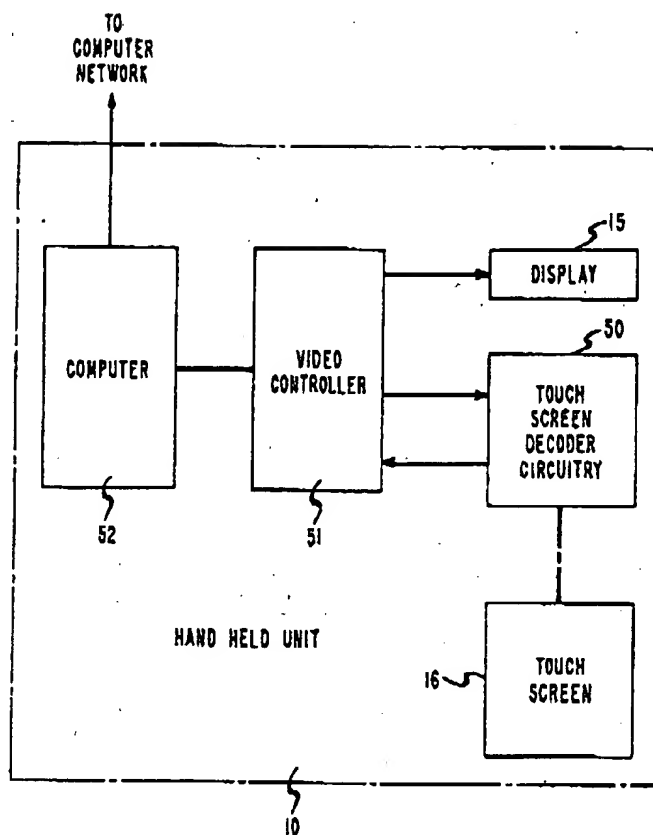 TO
COMPUTER
NETWORK
15
DISPLAY
50
COMPUTER
VIDEO
CONTROLLER
TOUCH
SCREEN
DECODER
CIRCUITRY
52
51
HAND HELD UNIT
16
TOUCH
SCREEN
10